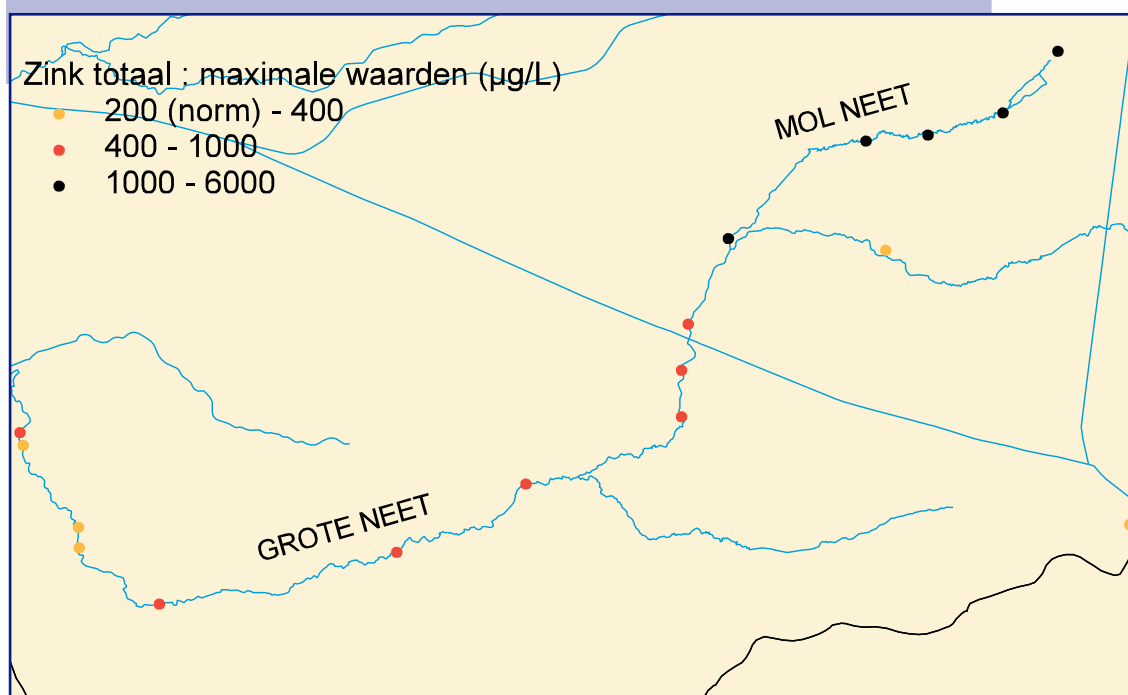 Zink totaal : maximale waarden (µg/L)
200 (norm) - 400
400 - 1000
1000 - 6000
MOL NEET
GROTE NEET